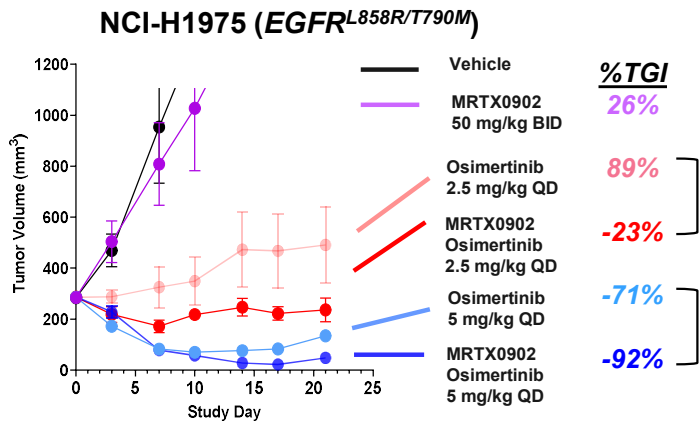 NCI-H1975 (EGFR^L858R/T790M)
Tumor Volume (mm³)
1200
1000
800
600
400
200
0
0
5
10
15
20
25
Study Day
%TGI
Vehicle
MRTX0902
50 mg/kg BID
26%
Osimertinib
2.5 mg/kg QD
89%
MRTX0902
Osimertinib
2.5 mg/kg QD
-23%
Osimertinib
5 mg/kg QD
-71%
MRTX0902
Osimertinib
5 mg/kg QD
-92%